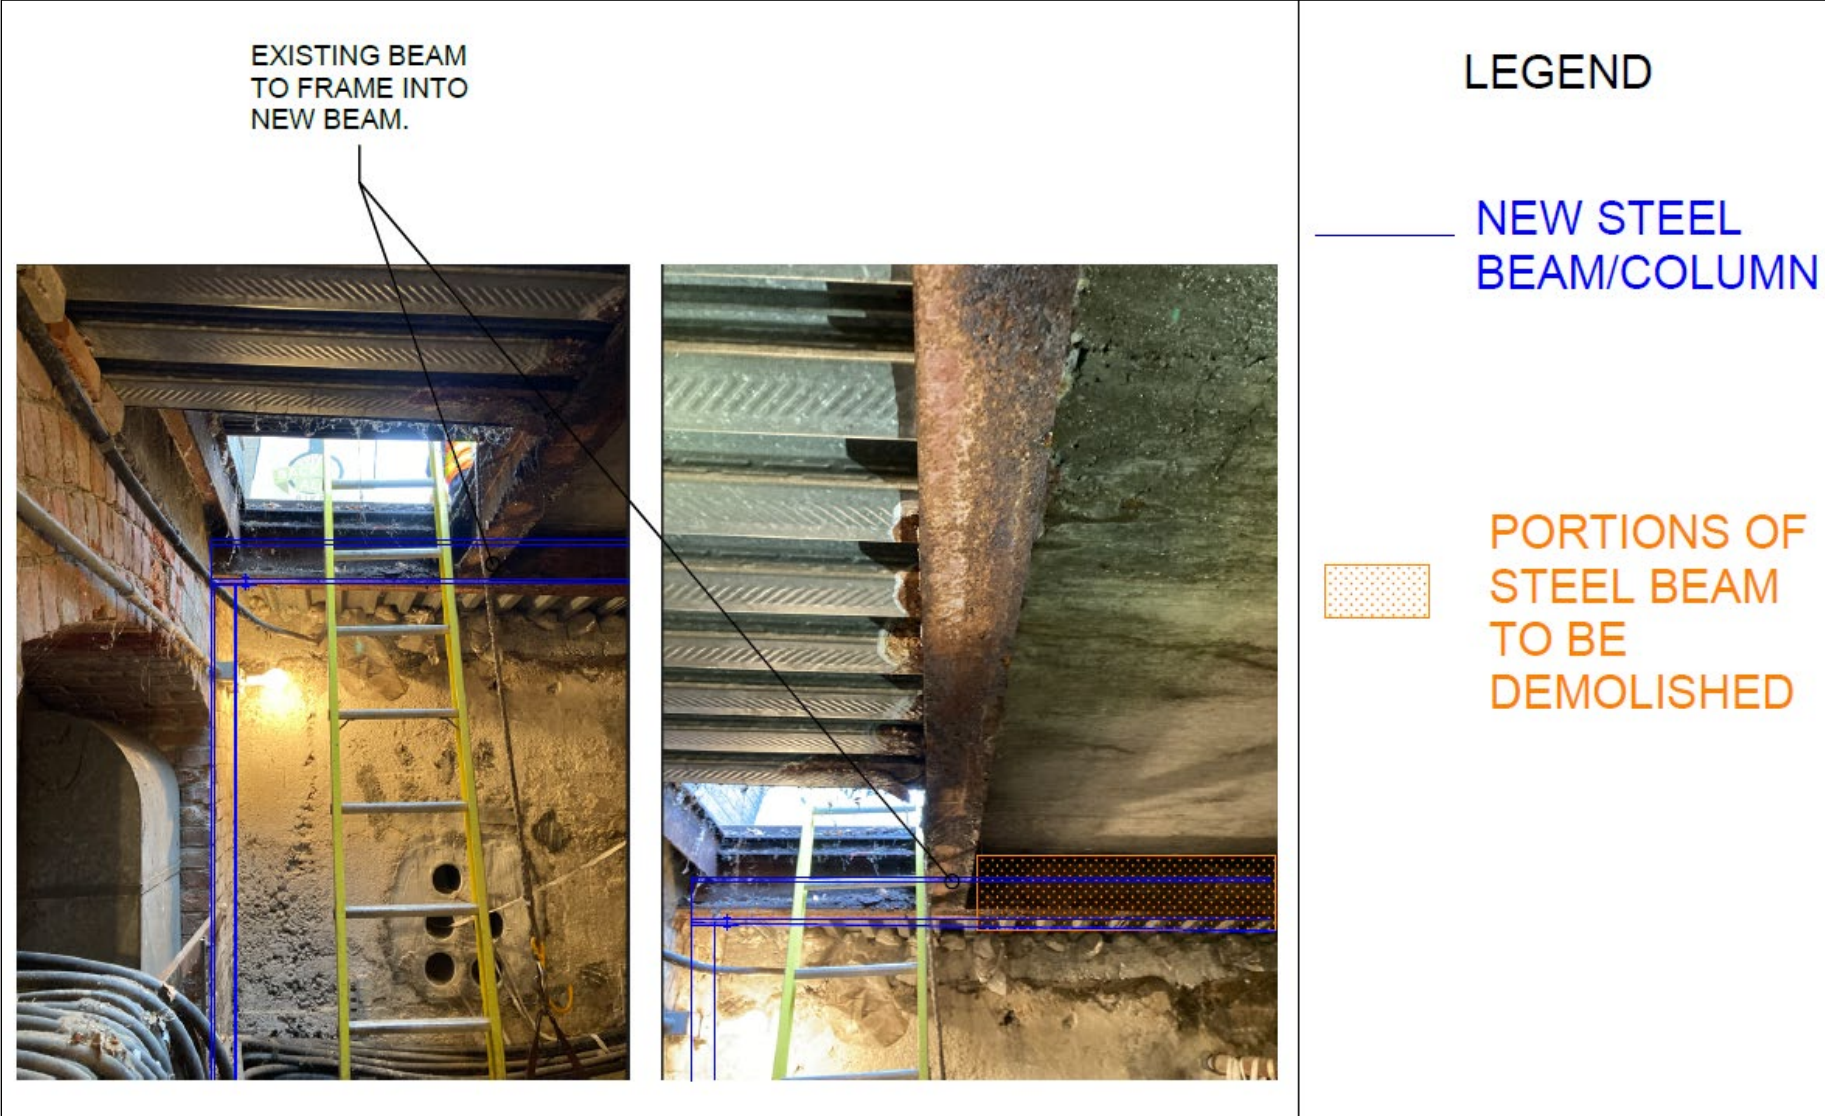 EXISTING BEAM
TO FRAME INTO
NEW BEAM.
LEGEND
NEW STEEL
BEAM/COLUMN
PORTIONS OF
STEEL BEAM
TO BE
DEMOLISHED